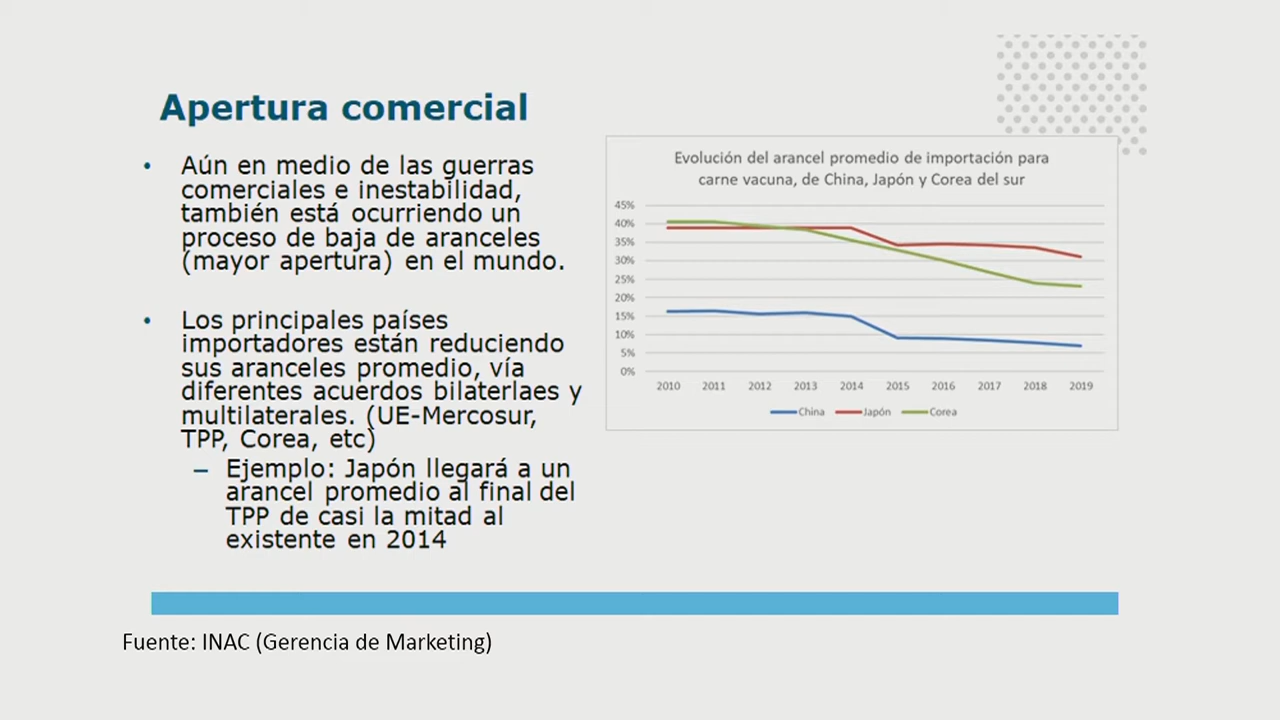 Apertura comercial
• Aún en medio de las guerras
comerciales e inestabilidad,
también está ocurriendo un
proceso de baja de aranceles
(mayor apertura) en el mundo.
• Los principales países
importadores están reduciendo
sus aranceles promedio, vía
diferentes acuerdos bilaterlaes y
multilaterales. (UE-Mercosur,
TPP, Corea, etc)
– Ejemplo: Japón llegará a un
arancel promedio al final del
TPP de casi la mitad al
existente en 2014
Evolución del arancel promedio de importación para
carne vacuna, de China, Japón y Corea del sur
45%
40%
35%
30%
25%
20%
15%
10%
5%
0%
2010 2011 2012 2013 2014 2015 2016 2017 2018 2019
China Japón Corea
Fuente: INAC (Gerencia de Marketing)